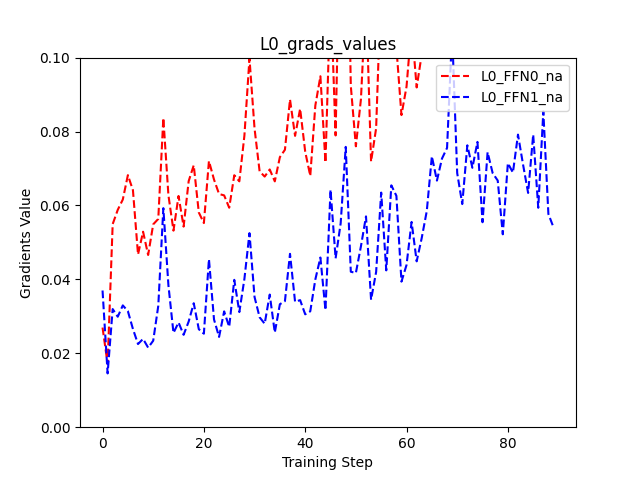 L0_grads_values
Gradients Value
0.10
0.08
0.06
0.04
0.02
0.00
L0_FFN0_na
L0_FFN1_na
0
20
40
60
80
Training Step